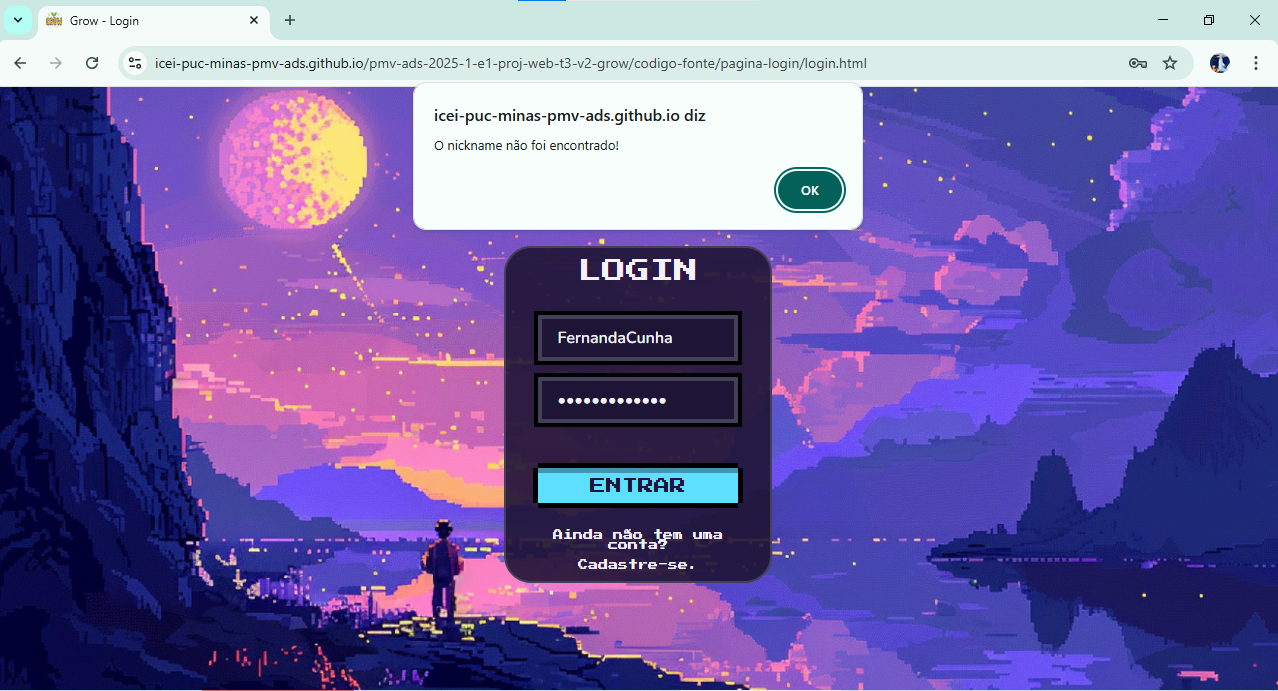 Grow - Login
icei-puc-minas-pmv-ads.github.io/pmv-ads-2025-1-e1-proj-web-t3-v2-grow/codigo-fonte/pagina-login/login.html
icei-puc-minas-pmv-ads.github.io diz
O nickname não foi encontrado!
OK
LOGIN
FernandaCunha
•••••••••••••
ENTRAR
Ainda não tem uma
conta?
Cadastre-se.